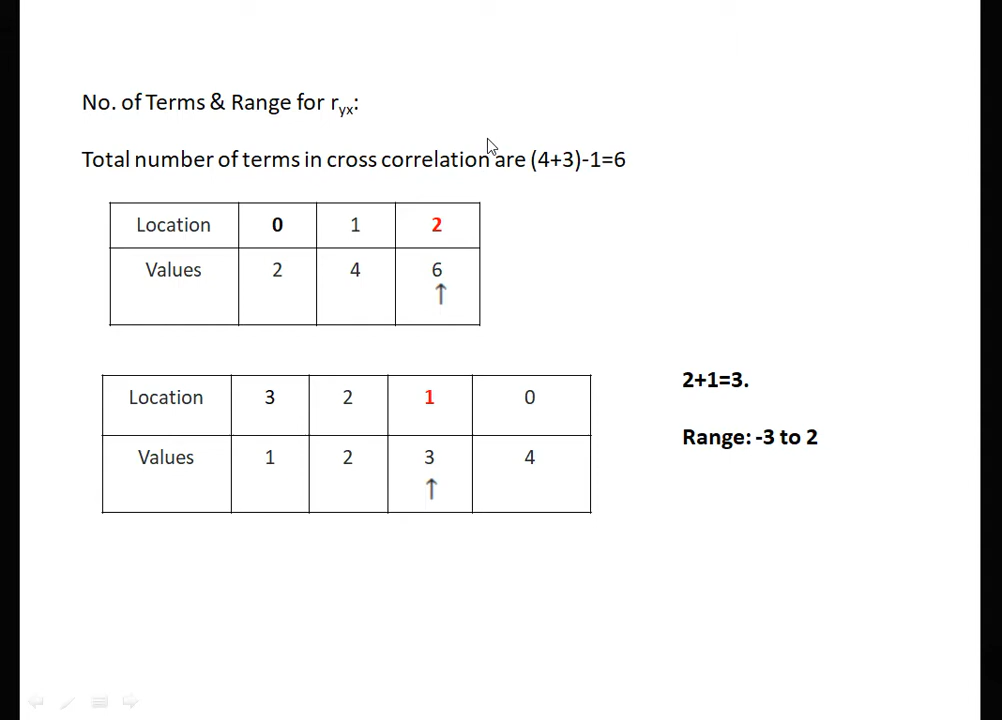 No. of Terms & Range for ryx:
Total number of terms in cross correlation are (4+3)-1=6
Location 0 1 2
Values 2 4 6
↑
Location 3 2 1 0
Values 1 2 3 4
↑
2+1=3.
Range: -3 to 2